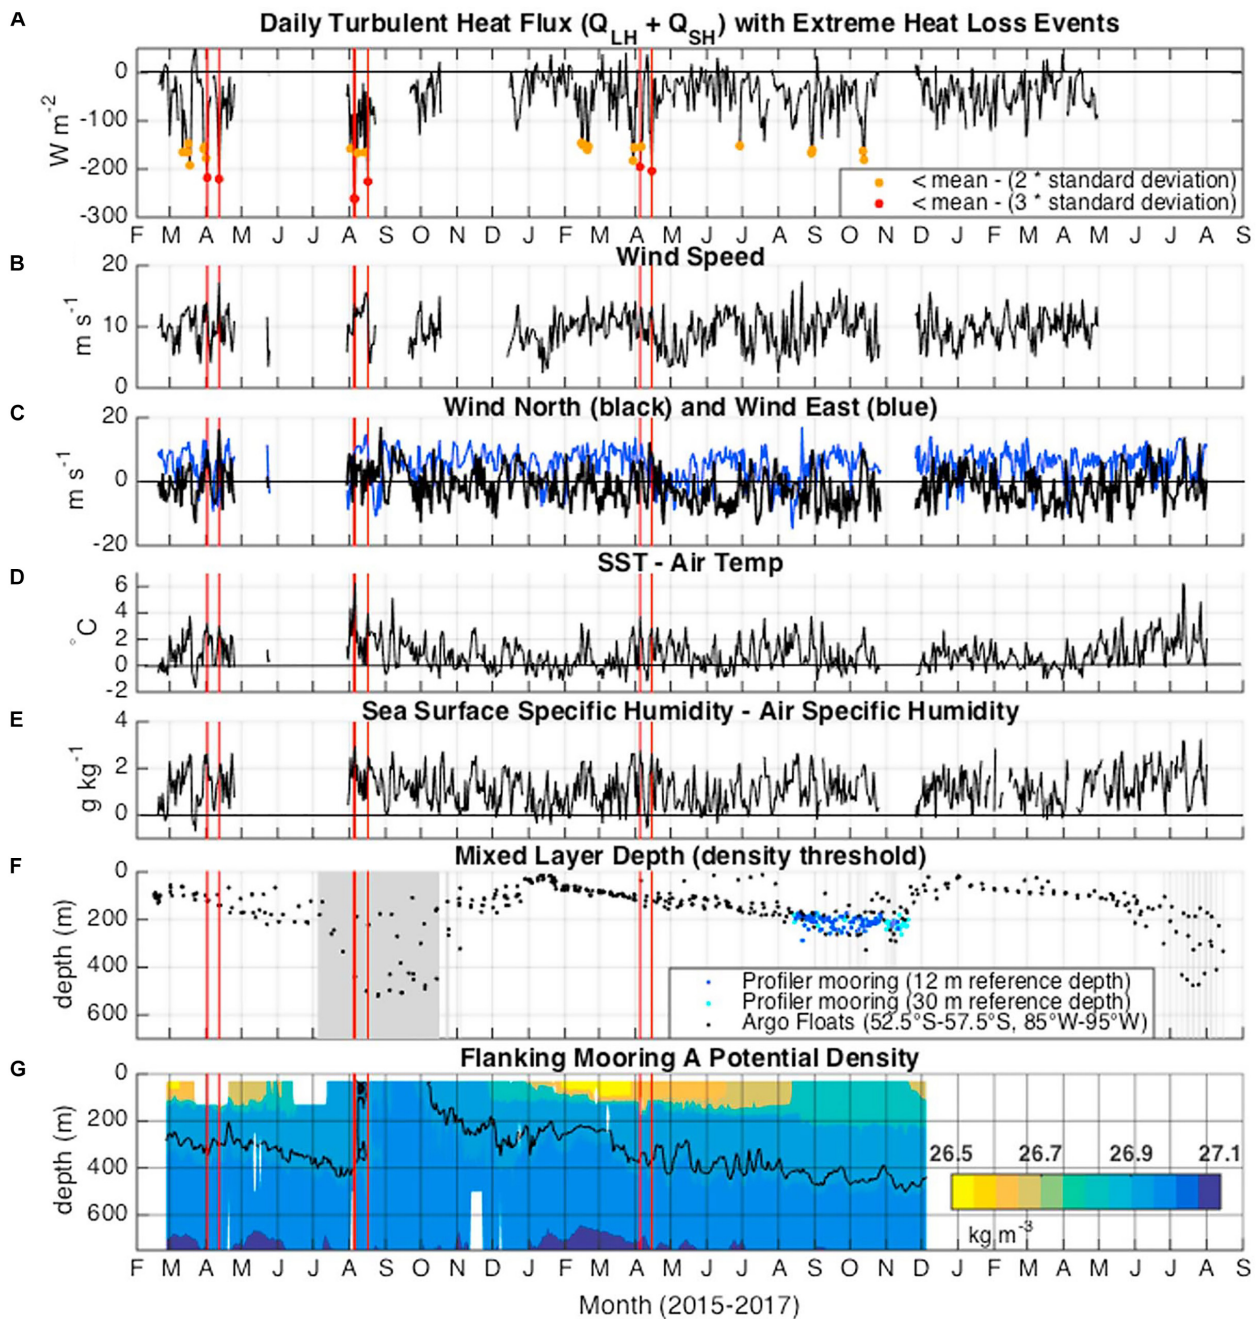 A
Daily Turbulent Heat Flux (QLH + QSH) with Extreme Heat Loss Events
W m-2
0
-100
-200
-300
< mean - (2 * standard deviation)
< mean - (3 * standard deviation)
F M A M J J A S O N D J F M A M J J A S O N D J F M A M J J A S
B
Wind Speed
m s-1
20
10
0
C
Wind North (black) and Wind East (blue)
m s-1
20
0
-20
D
SST - Air Temp
°C
6
4
2
0
-2
E
Sea Surface Specific Humidity - Air Specific Humidity
g kg-1
4
2
0
F
Mixed Layer Depth (density threshold)
depth (m)
0
200
400
600
Profiler mooring (12 m reference depth)
Profiler mooring (30 m reference depth)
Argo Floats (52.5°S-57.5°S, 85°W-95°W)
G
Flanking Mooring A Potential Density
depth (m)
0
200
400
600
26.5 26.7 26.9 27.1
kg m-3
F M A M J J A S O N D J F M A M J J A S O N D J F M A M J J A S
Month (2015-2017)